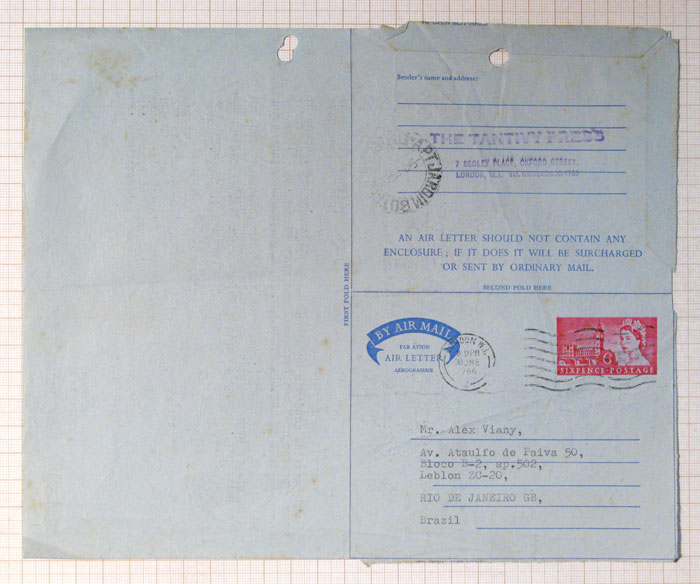 Sender's name and address:
THE TANTIVY PRESS
7 SEDLEY PLACE, OXFORD STREET,
LONDON, W.1.
AN AIR LETTER SHOULD NOT CONTAIN ANY
ENCLOSURE; IF IT DOES IT WILL BE SURCHARGED
OR SENT BY ORDINARY MAIL.
SECOND FOLD HERE
FIRST FOLD HERE
BY AIR MAIL
PAR AVION
AIR LETTER
AEROGRAMME
PM
JNE
6
SIXPENCE·POSTAGE
Mr. Alex Viany,
Av. Ataulfo de Paiva 50,
Bloco B-2, ap.502,
Leblon ZC-20,
RIO DE JANEIRO GB,
Brazil